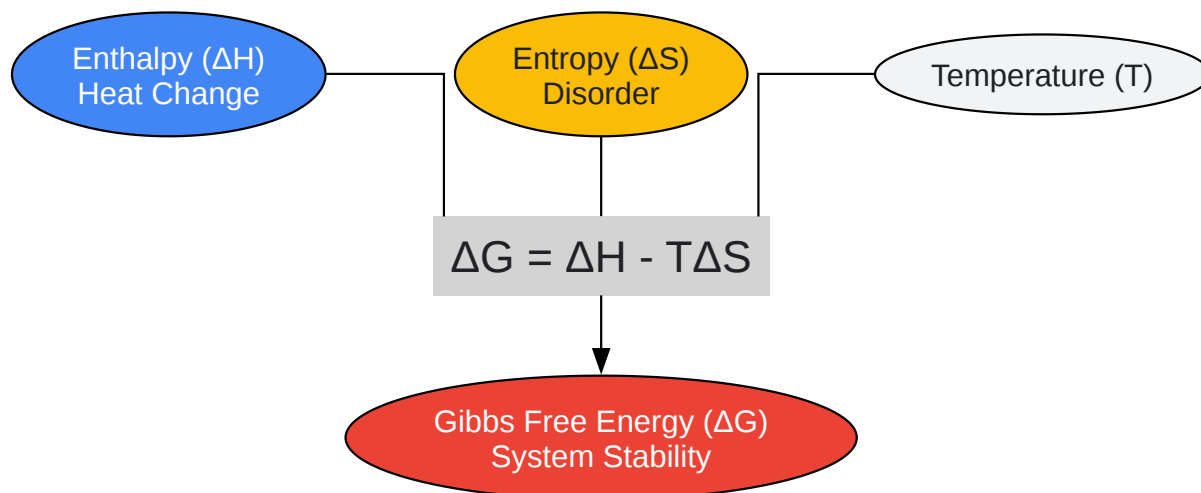 Enthalpy (ΔH)
Heat Change
Entropy (ΔS)
Disorder
Temperature (T)
ΔG = ΔH - TΔS
Gibbs Free Energy (ΔG)
System Stability